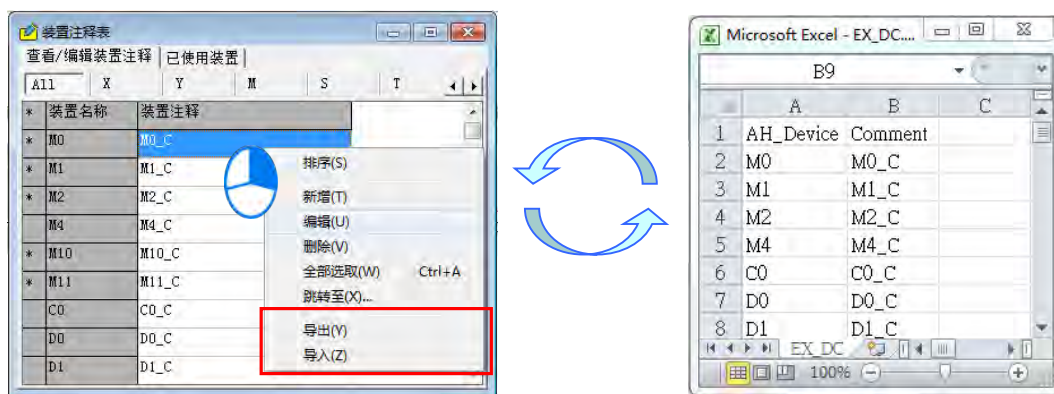 装置注释表
查看/编辑装置注释 已使用装置
All X Y M S T
* 装置名称 装置注释
* M0 M0_C
* M1 M1_C
* M2 M2_C
M4 M4_C
* M10 M10_C
* M11 M11_C
C0 C0_C
D0 D0_C
D1 D1_C
排序(S)
新增(T)
编辑(U)
删除(V)
全部选取(W) Ctrl+A
跳转至(X)...
导出(Y)
导入(Z)
Microsoft Excel - EX_DC....
B9
A B C
1 AH_Device Comment
2 M0 M0_C
3 M1 M1_C
4 M2 M2_C
5 M4 M4_C
6 C0 C0_C
7 D0 D0_C
8 D1 D1_C
EX_DC
100%